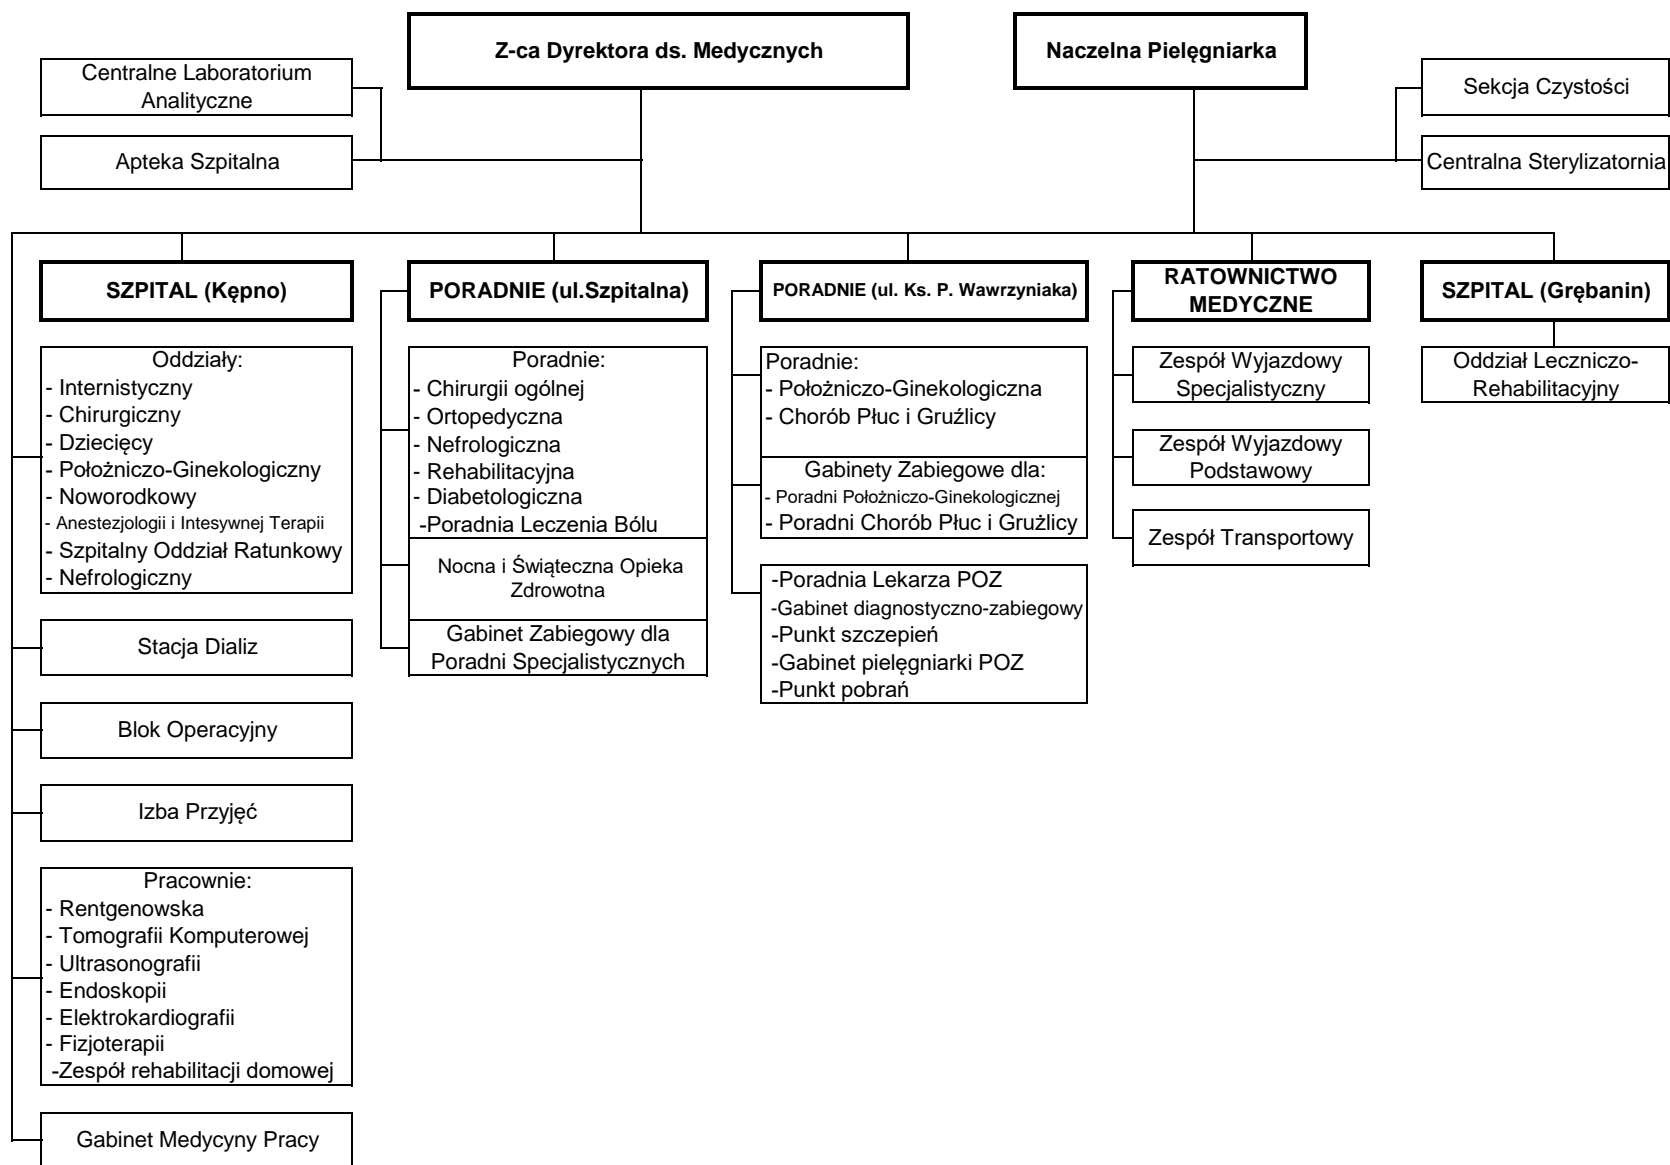 Z-ca Dyrektora ds. Medycznych
Naczelna Pielęgniarka
Centralne Laboratorium
Analityczne
Apteka Szpitalna
Sekcja Czystości
Centralna Sterylizatornia
SZPITAL (Kępno)
Oddziały:
- Internistyczny
- Chirurgiczny
- Dziecięcy
- Położniczo-Ginekologiczny
- Noworodkowy
- Anestezjologii i Intesywnej Terapii
- Szpitalny Oddział Ratunkowy
- Nefrologiczny
Stacja Dializ
Blok Operacyjny
Izba Przyjęć
Pracownie:
- Rentgenowska
- Tomografii Komputerowej
- Ultrasonografii
- Endoskopii
- Elektrokardiografii
- Fizjoterapii
-Zespół rehabilitacji domowej
Gabinet Medycyny Pracy
PORADNIE (ul.Szpitalna)
Poradnie:
- Chirurgii ogólnej
- Ortopedyczna
- Nefrologiczna
- Rehabilitacyjna
- Diabetologiczna
-Poradnia Leczenia Bólu
Nocna i Świąteczna Opieka
Zdrowotna
Gabinet Zabiegowy dla
Poradni Specjalistycznych
PORADNIE (ul. Ks. P. Wawrzyniaka)
Poradnie:
- Położniczo-Ginekologiczna
- Chorób Płuc i Gruźlicy
Gabinety Zabiegowe dla:
- Poradni Położniczo-Ginekologicznej
- Poradni Chorób Płuc i Grużlicy
-Poradnia Lekarza POZ
-Gabinet diagnostyczno-zabiegowy
-Punkt szczepień
-Gabinet pielęgniarki POZ
-Punkt pobrań
RATOWNICTWO
MEDYCZNE
Zespół Wyjazdowy
Specjalistyczny
Zespół Wyjazdowy
Podstawowy
Zespół Transportowy
SZPITAL (Grębanin)
Oddział Leczniczo-
Rehabilitacyjny